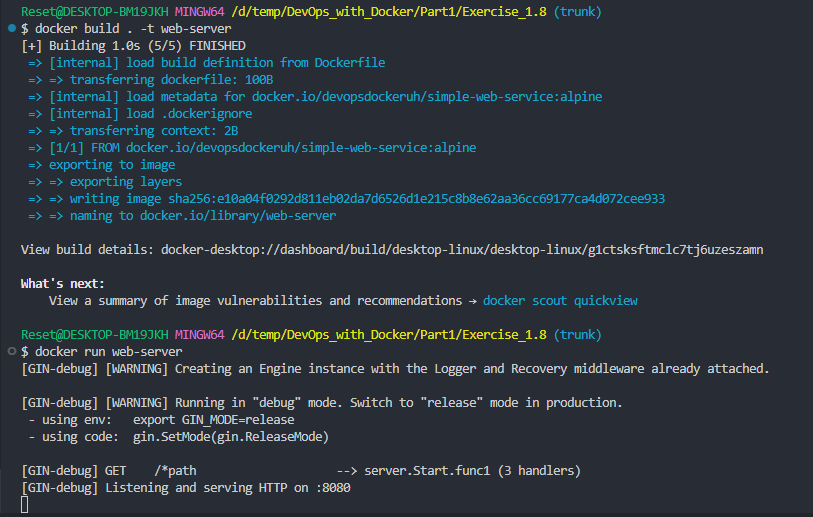 Reset@DESKTOP-BM19JKH MINGW64 /d/temp/DevOps_with_Docker/Part1/Exercise_1.8 (trunk)
$ docker build . -t web-server
[+] Building 1.0s (5/5) FINISHED
=> [internal] load build definition from Dockerfile
=> => transferring dockerfile: 100B
=> [internal] load metadata for docker.io/devopsdockeruh/simple-web-service:alpine
=> [internal] load .dockerignore
=> => transferring context: 2B
=> [1/1] FROM docker.io/devopsdockeruh/simple-web-service:alpine
=> exporting to image
=> => exporting layers
=> => writing image sha256:e10a04f0292d811eb02da7d6526d1e215c8b8e62aa36cc69177ca4d072cee933
=> => naming to docker.io/library/web-server
View build details: docker-desktop://dashboard/build/desktop-linux/desktop-linux/g1ctsksftmclc7tj6uzeszamn
What's next:
View a summary of image vulnerabilities and recommendations → docker scout quickview
Reset@DESKTOP-BM19JKH MINGW64 /d/temp/DevOps_with_Docker/Part1/Exercise_1.8 (trunk)
$ docker run web-server
[GIN-debug] [WARNING] Creating an Engine instance with the Logger and Recovery middleware already attached.
[GIN-debug] [WARNING] Running in "debug" mode. Switch to "release" mode in production.
- using env:   export GIN_MODE=release
- using code:  gin.SetMode(gin.ReleaseMode)
[GIN-debug] GET    /*path                    --> server.Start.func1 (3 handlers)
[GIN-debug] Listening and serving HTTP on :8080